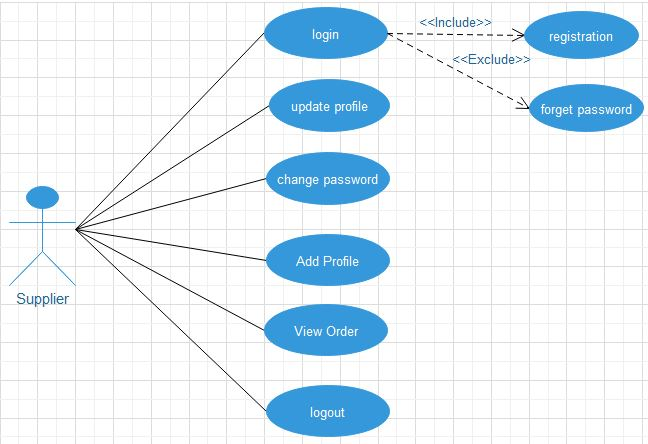 login
<<Include>>
registration
<<Exclude>>
update profile
forget password
change password
Add Profile
Supplier
View Order
logout